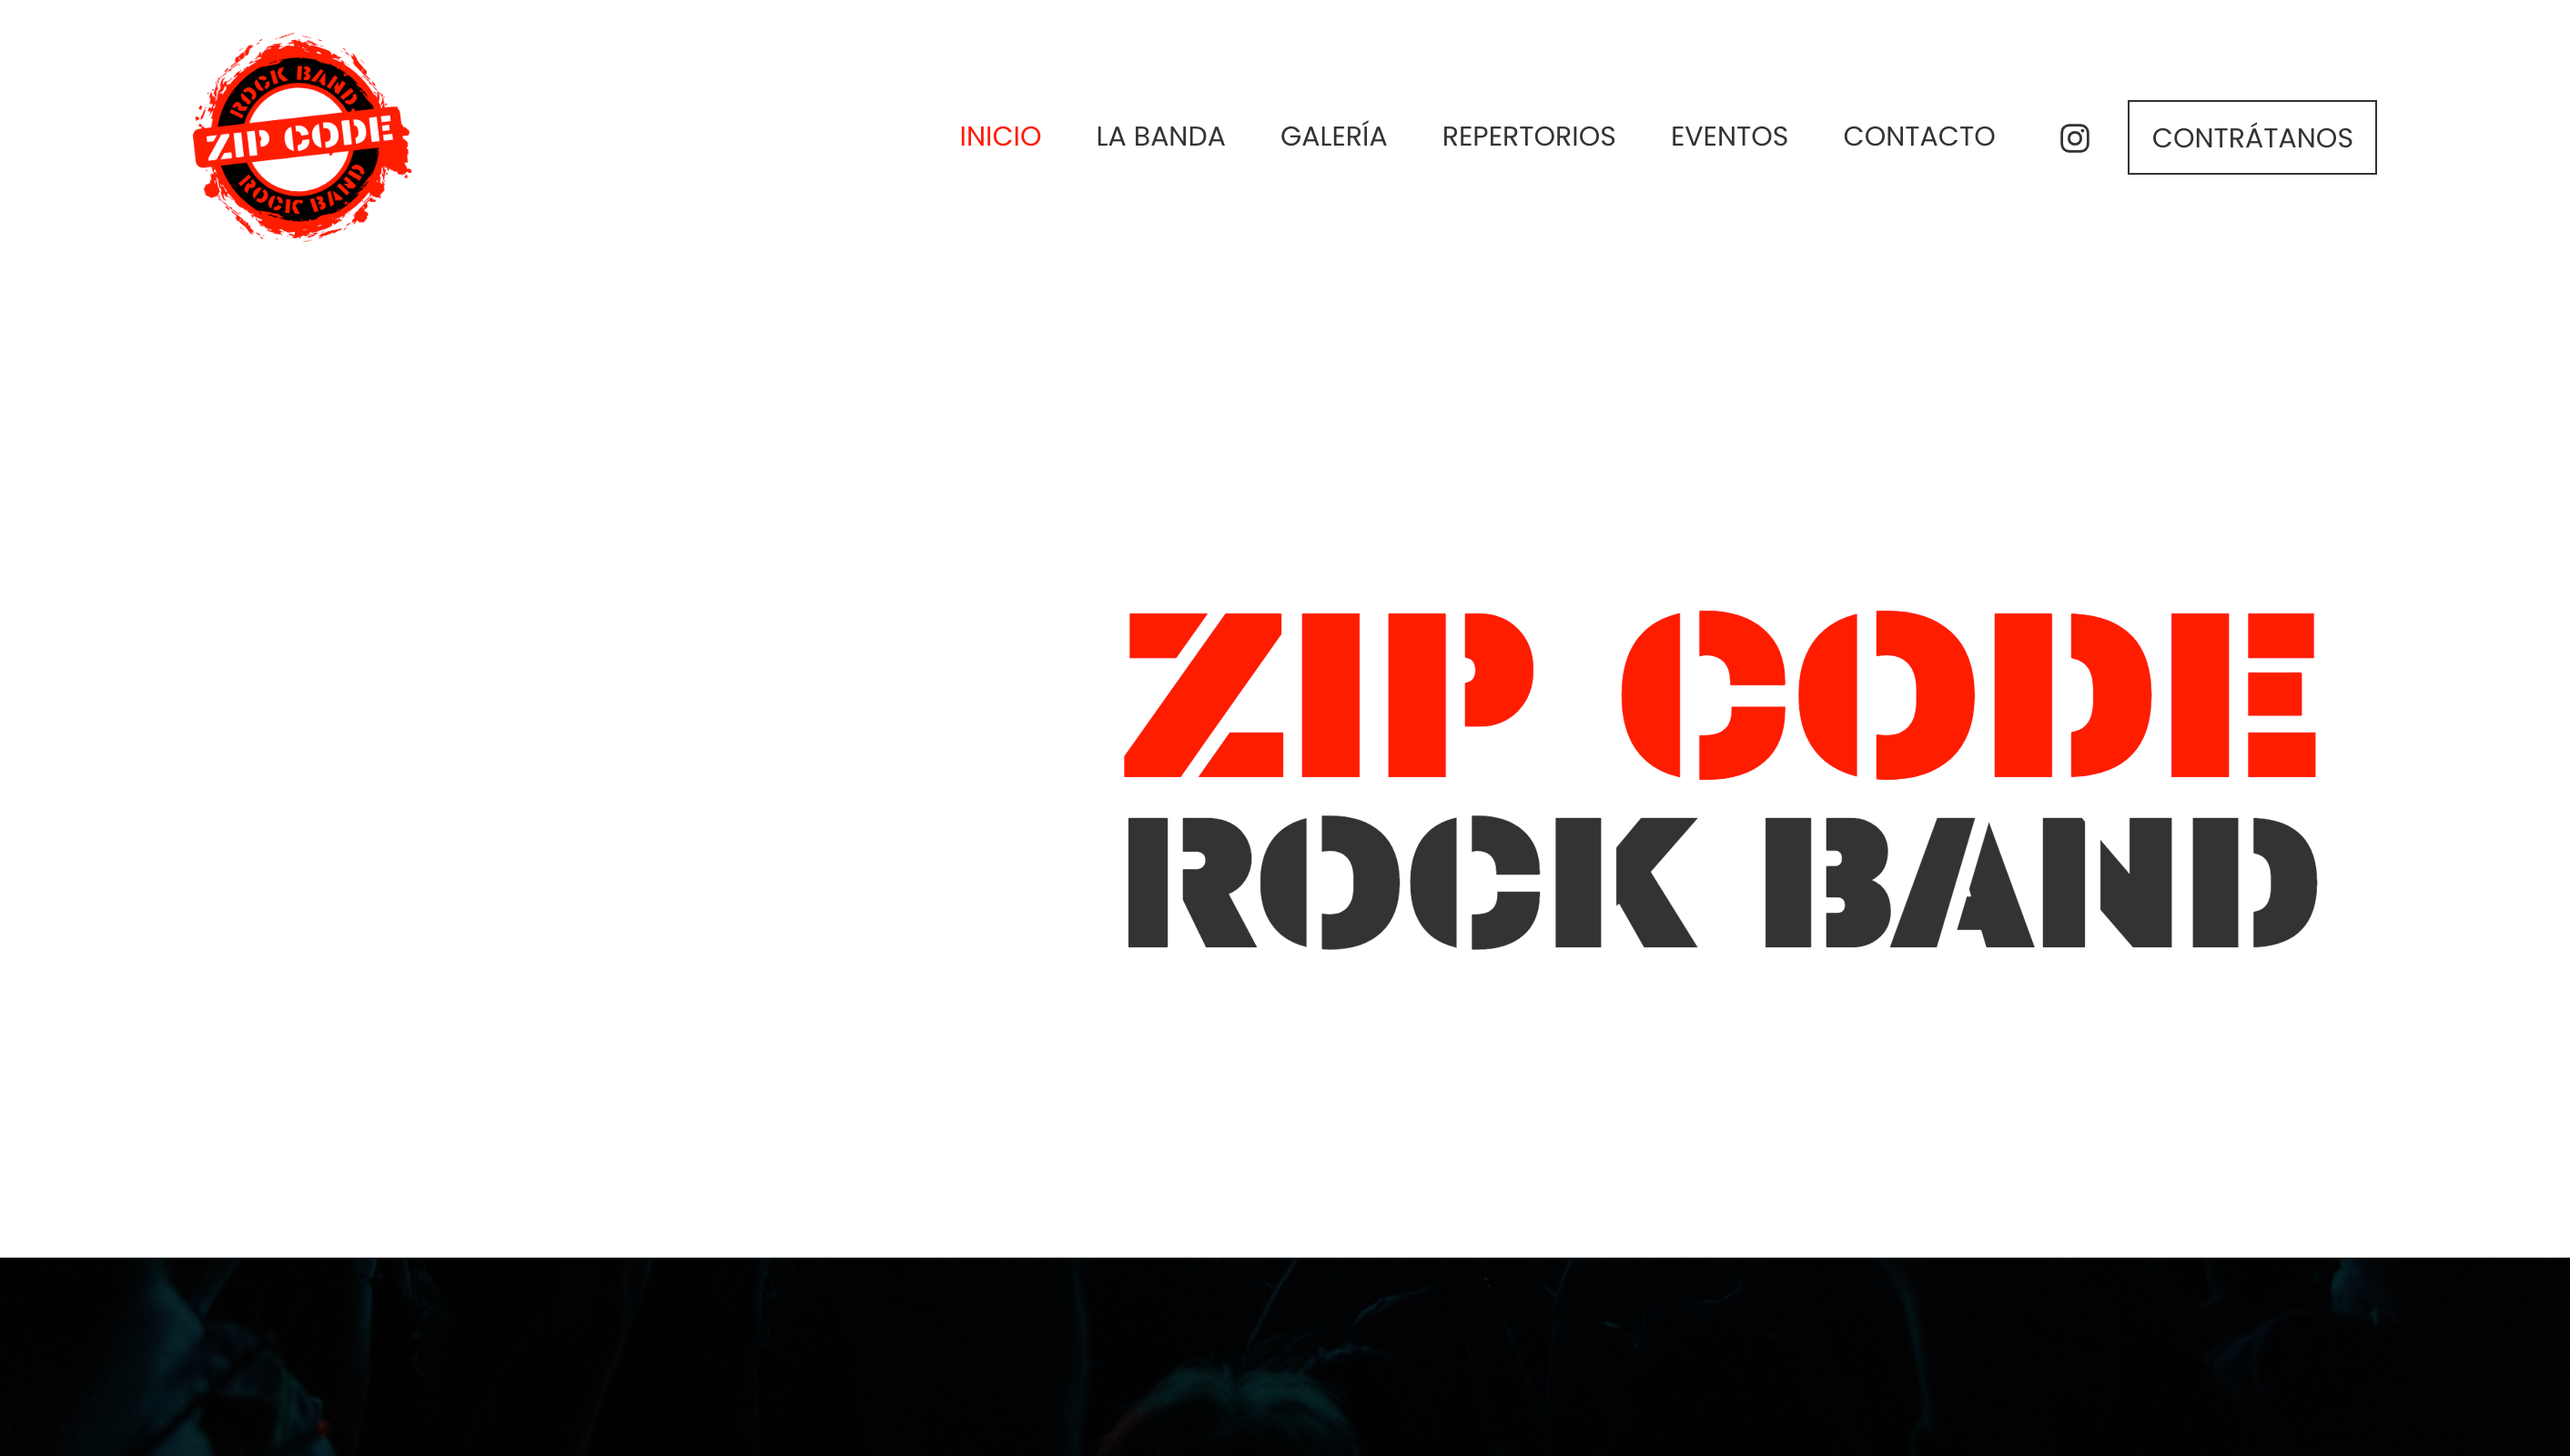 ROCK BAND
ZIP CODE
ROCK BAND
INICIO LA BANDA GALERÍA REPERTORIOS EVENTOS CONTACTO CONTRÁTANOS
ZIP CODE
ROCK BAND